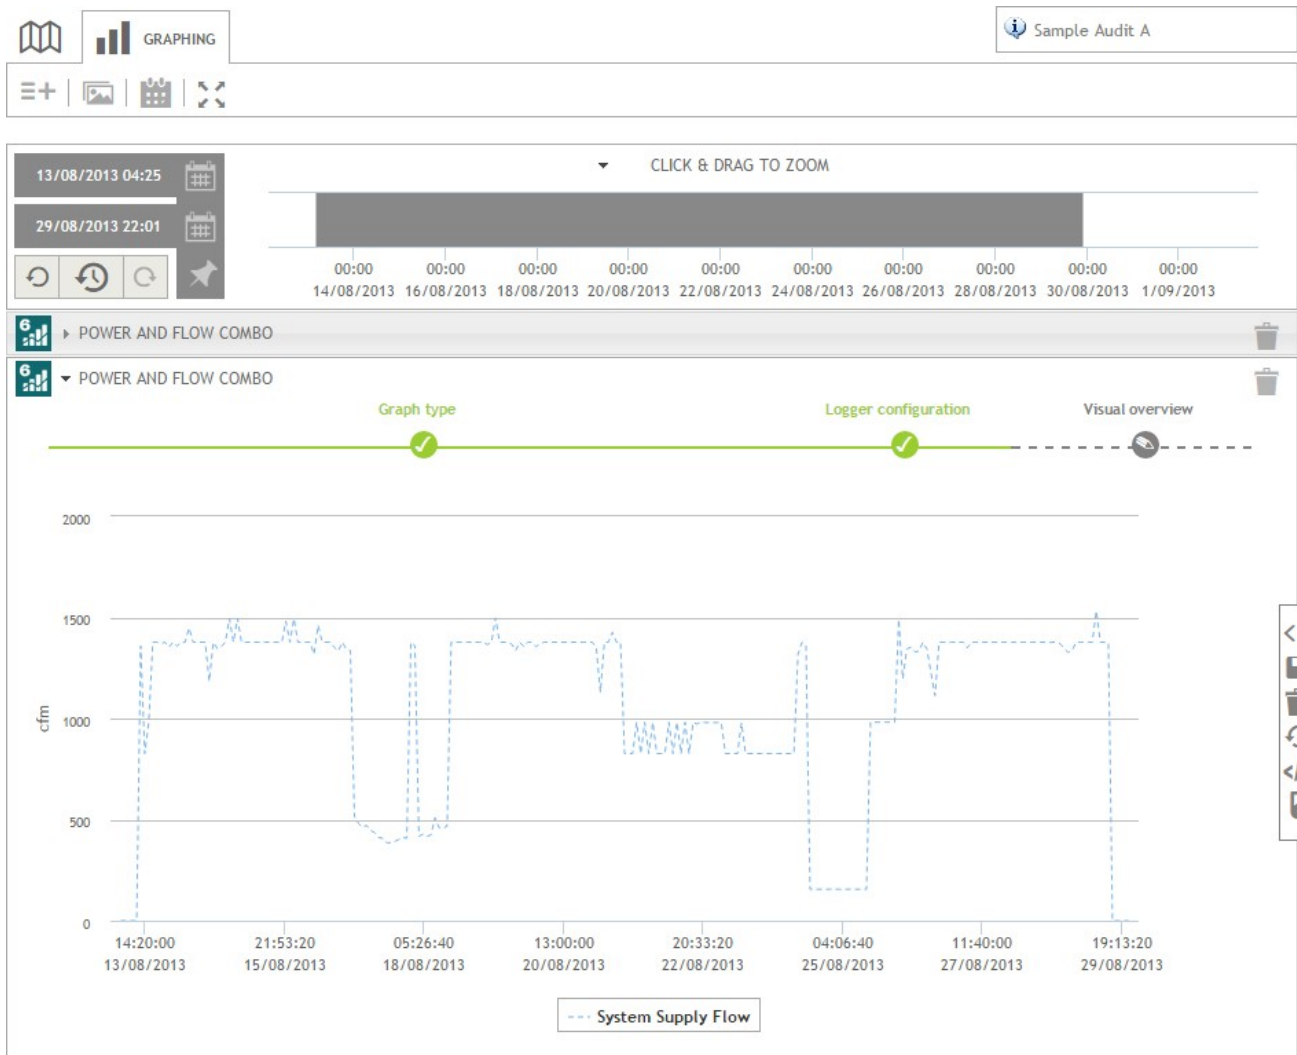 GRAPHING
Sample Audit A
13/08/2013 04:25
29/08/2013 22:01
CLICK & DRAG TO ZOOM
00:00 00:00 00:00 00:00 00:00 00:00 00:00 00:00 00:00 00:00
14/08/2013 16/08/2013 18/08/2013 20/08/2013 22/08/2013 24/08/2013 26/08/2013 28/08/2013 30/08/2013 1/09/2013
6 POWER AND FLOW COMBO
6 POWER AND FLOW COMBO
Graph type Logger configuration Visual overview
2000
1500
1000
cfm
500
0
14:20:00 21:53:20 05:26:40 13:00:00 20:33:20 04:06:40 11:40:00 19:13:20
13/08/2013 15/08/2013 18/08/2013 20/08/2013 22/08/2013 25/08/2013 27/08/2013 29/08/2013
System Supply Flow